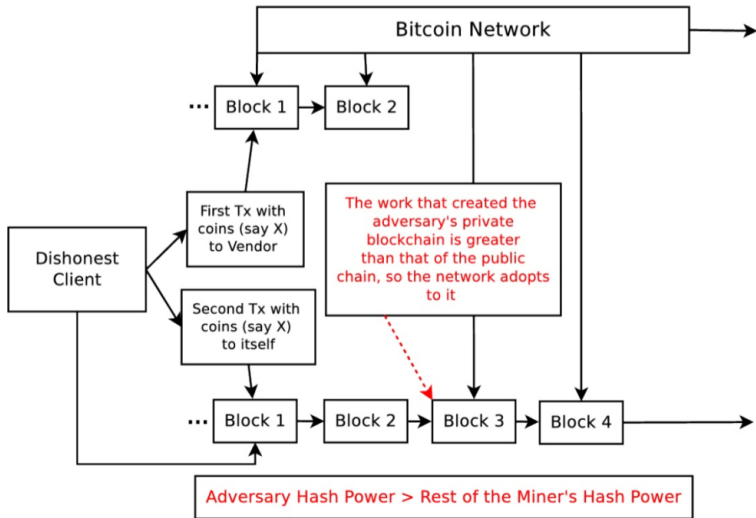 Bitcoin Network
... Block 1
Block 2
First Tx with
coins (say X)
to Vendor
The work that created the
adversary's private
blockchain is greater
than that of the public
chain, so the network adopts
to it
Dishonest
Client
Second Tx with
coins (say X)
to itself
... Block 1
Block 2
Block 3
Block 4
Adversary Hash Power > Rest of the Miner's Hash Power